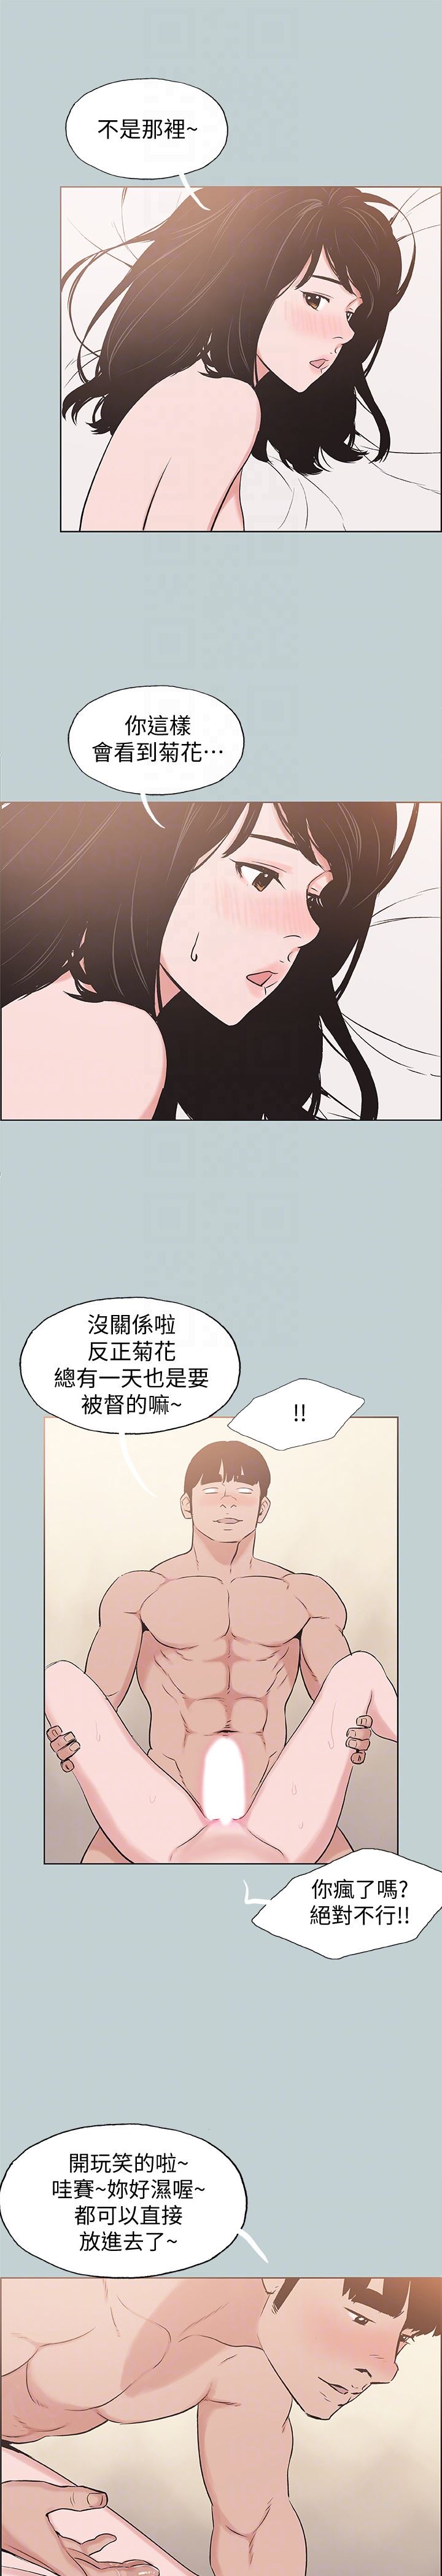 不是那裡~
你這樣
會看到菊花⋯
沒關係啦
反正菊花
總有一天也是要
被督的嘛~
!!
你瘋了嗎?
絕對不行!!
開玩笑的啦~
哇賽~妳好濕喔~
都可以直接
放進去了~